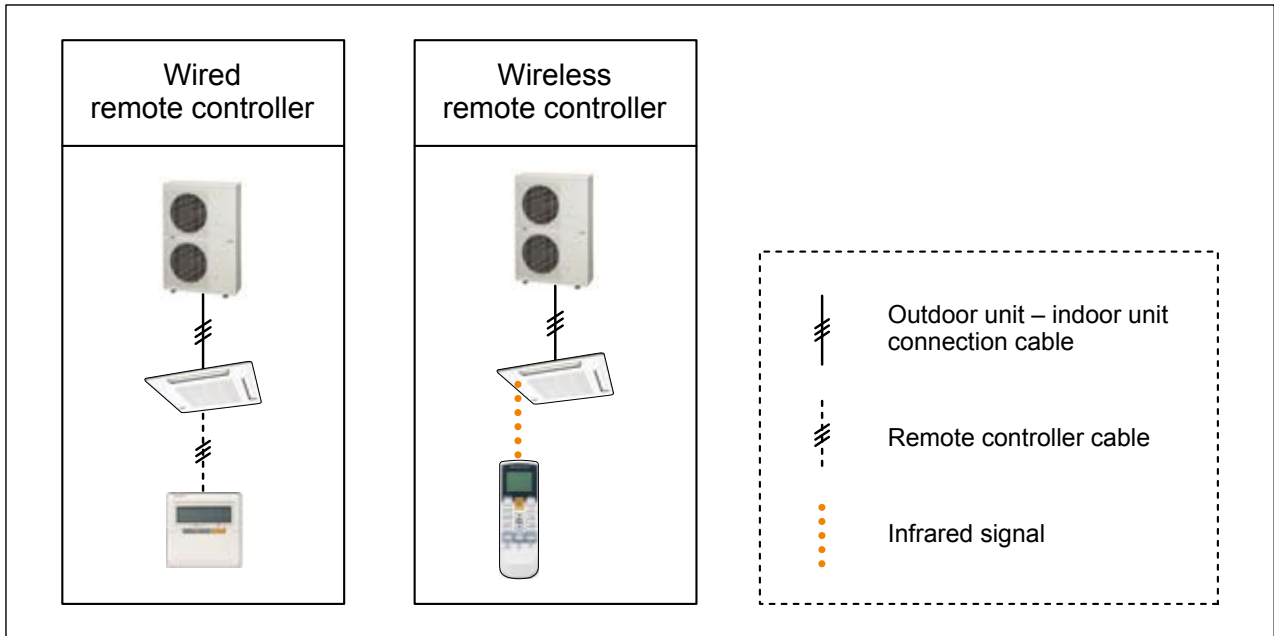 Wired
remote controller
Wireless
remote controller
Outdoor unit – indoor unit
connection cable
Remote controller cable
Infrared signal